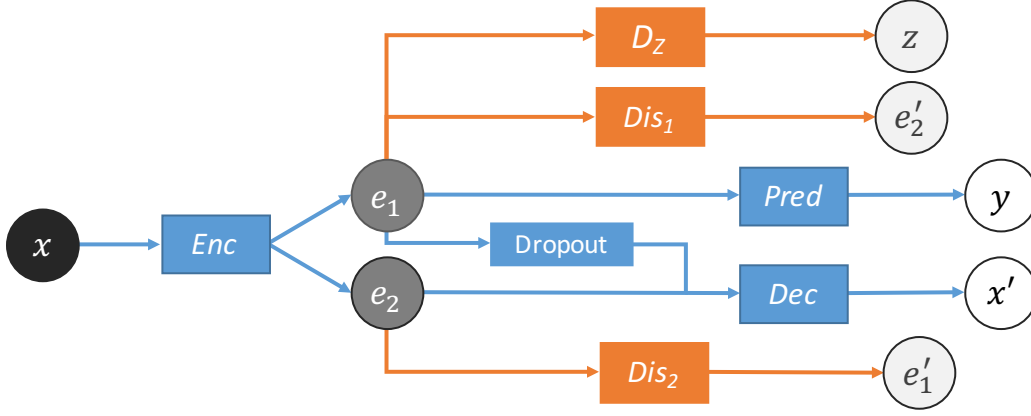 D_Z
z
Dis_1
e'_2
e_1
Pred
y
x
Enc
Dropout
e_2
Dec
x'
Dis_2
e'_1